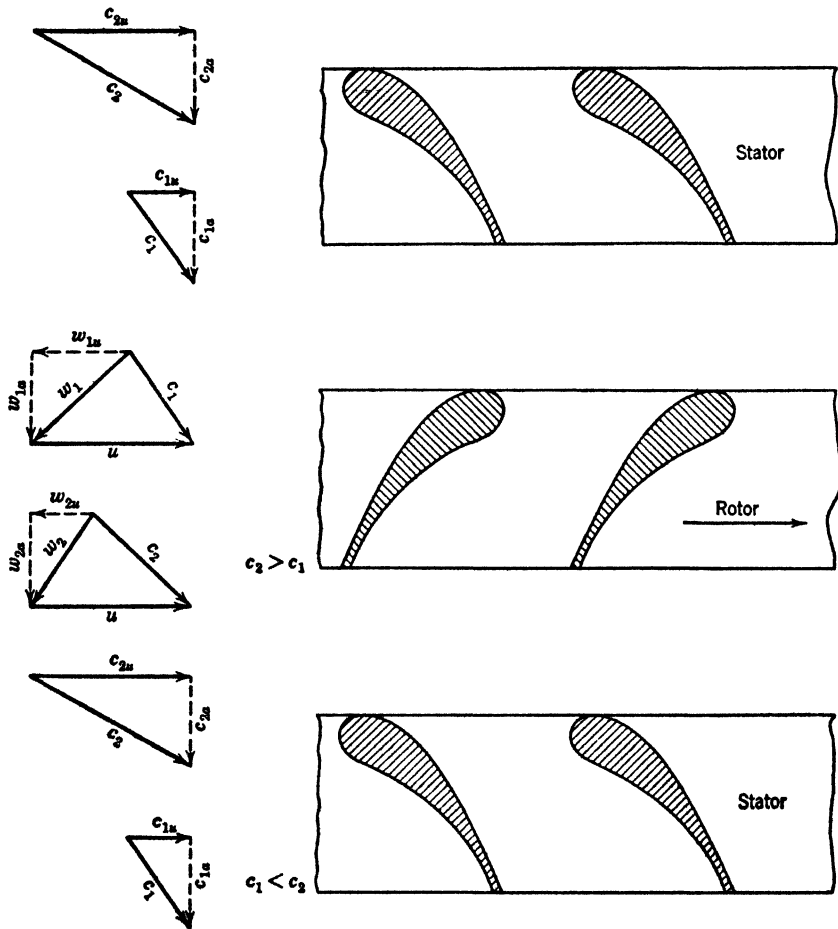 c₂ᵤ
c₂ₐ
c₂
Stator
c₁ᵤ
c₁ₐ
c₁
w₁ᵤ
w₁ₐ
w₁
c₁
u
Rotor
w₂ᵤ
w₂ₐ
w₂
c₂
c₂ > c₁
u
c₂ᵤ
c₂ₐ
c₂
Stator
c₁ᵤ
c₁ₐ
c₁
c₁ < c₂